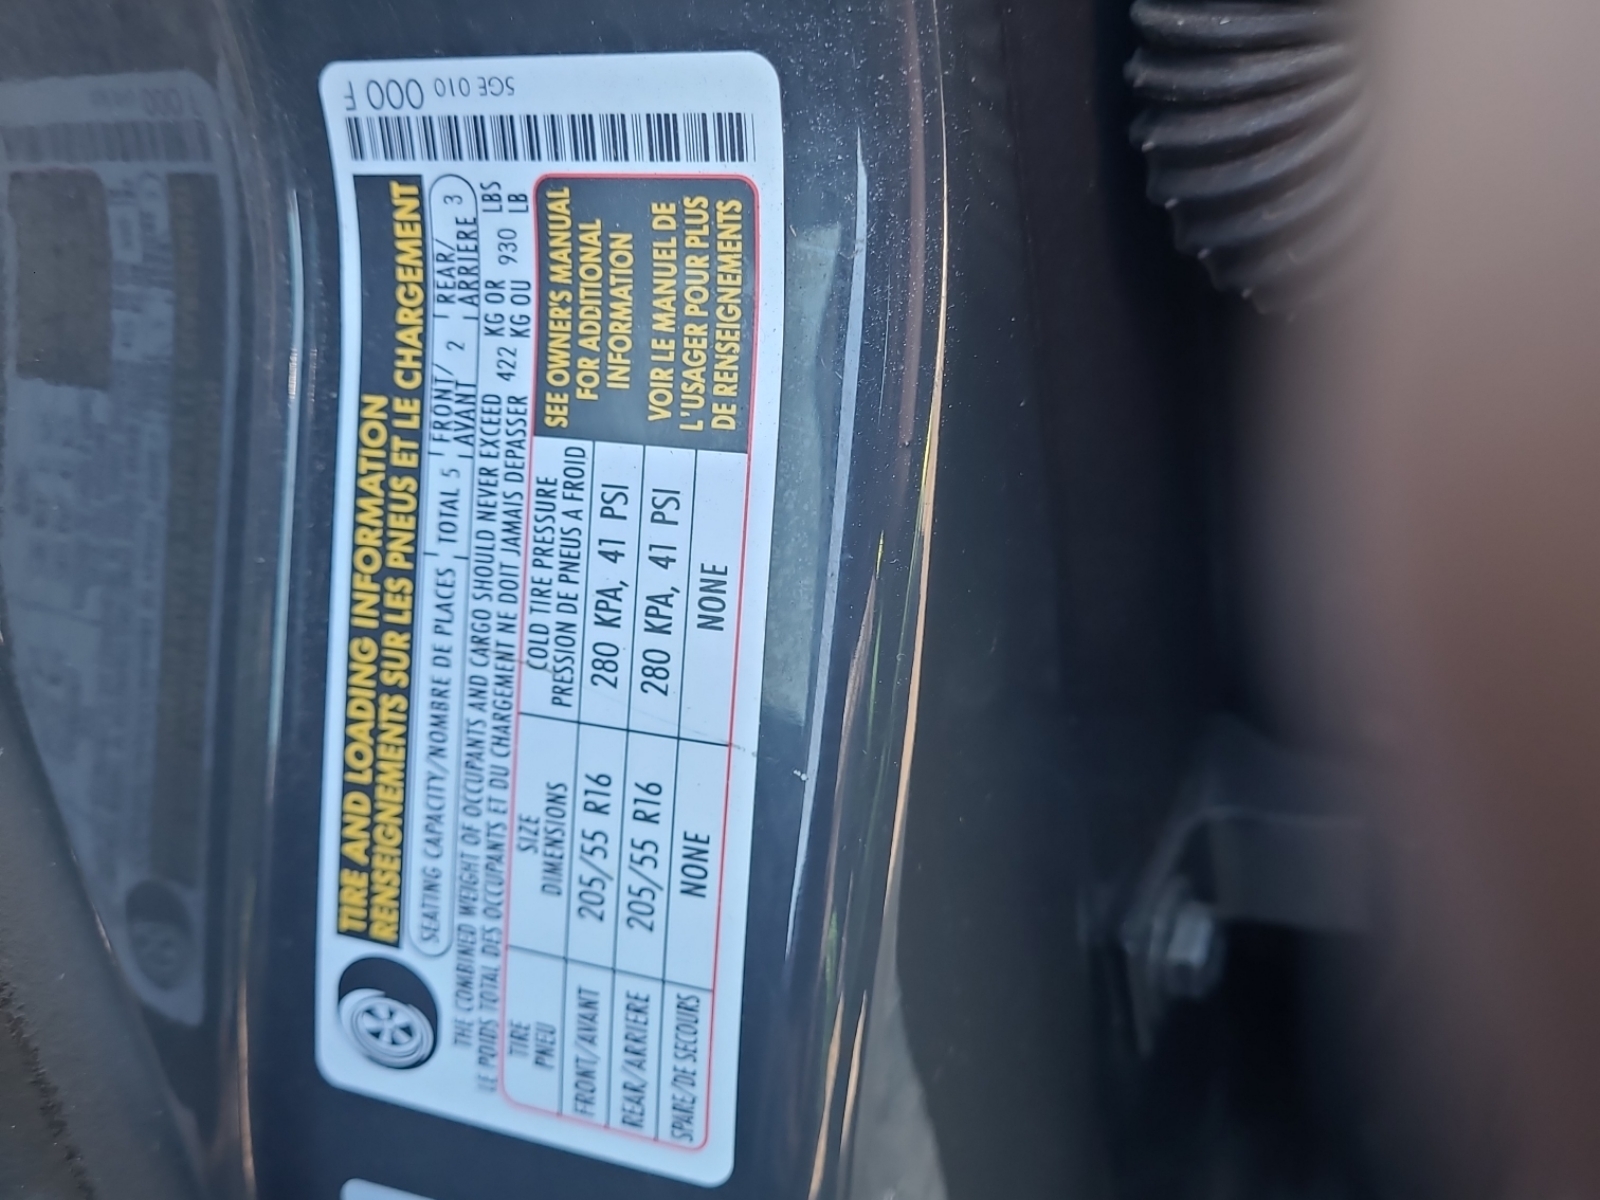 5GE 010 000 F
TIRE AND LOADING INFORMATION
RENSEIGNEMENTS SUR LES PNEUS ET LE CHARGEMENT
SEATING CAPACITY/NOMBRE DE PLACES TOTAL 5 FRONT/AVANT 2 REAR/ARRIERE 3
THE COMBINED WEIGHT OF OCCUPANTS AND CARGO SHOULD NEVER EXCEED 422 KG OR 930 LBS
LE POIDS TOTAL DES OCCUPANTS ET DU CHARGEMENT NE DOIT JAMAIS DEPASSER KG OU LB
TIRE SIZE COLD TIRE PRESSURE
PNEU DIMENSIONS PRESSION DE PNEUS A FROID
FRONT/AVANT 205/55 R16 280 KPA, 41 PSI
REAR/ARRIERE 205/55 R16 280 KPA, 41 PSI
SPARE/DE SECOURS NONE NONE
SEE OWNER'S MANUAL
FOR ADDITIONAL
INFORMATION
VOIR LE MANUEL DE
L'USAGER POUR PLUS
DE RENSEIGNEMENTS